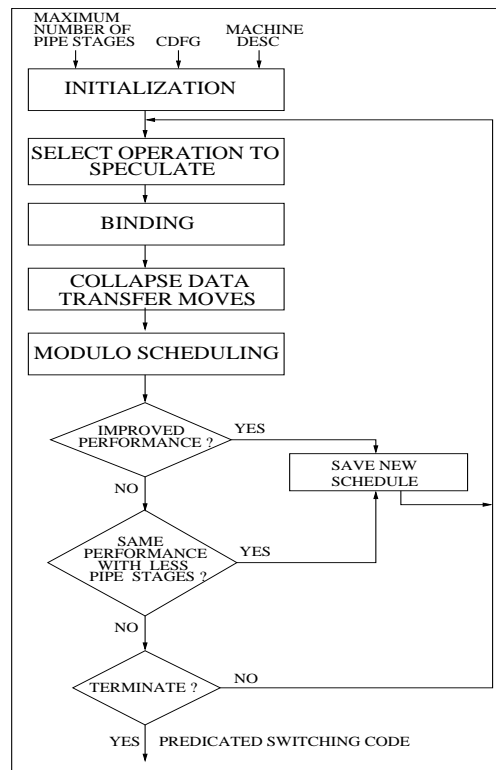 MAXIMUM
NUMBER OF
PIPE STAGES
CDFG
MACHINE
DESC
INITIALIZATION
SELECT OPERATION TO
SPECULATE
BINDING
COLLAPSE DATA
TRANSFER MOVES
MODULO SCHEDULING
IMPROVED
PERFORMANCE ?
YES
SAVE NEW
SCHEDULE
NO
SAME
PERFORMANCE
WITH LESS
PIPE STAGES ?
YES
NO
TERMINATE ?
NO
YES
PREDICATED SWITCHING CODE